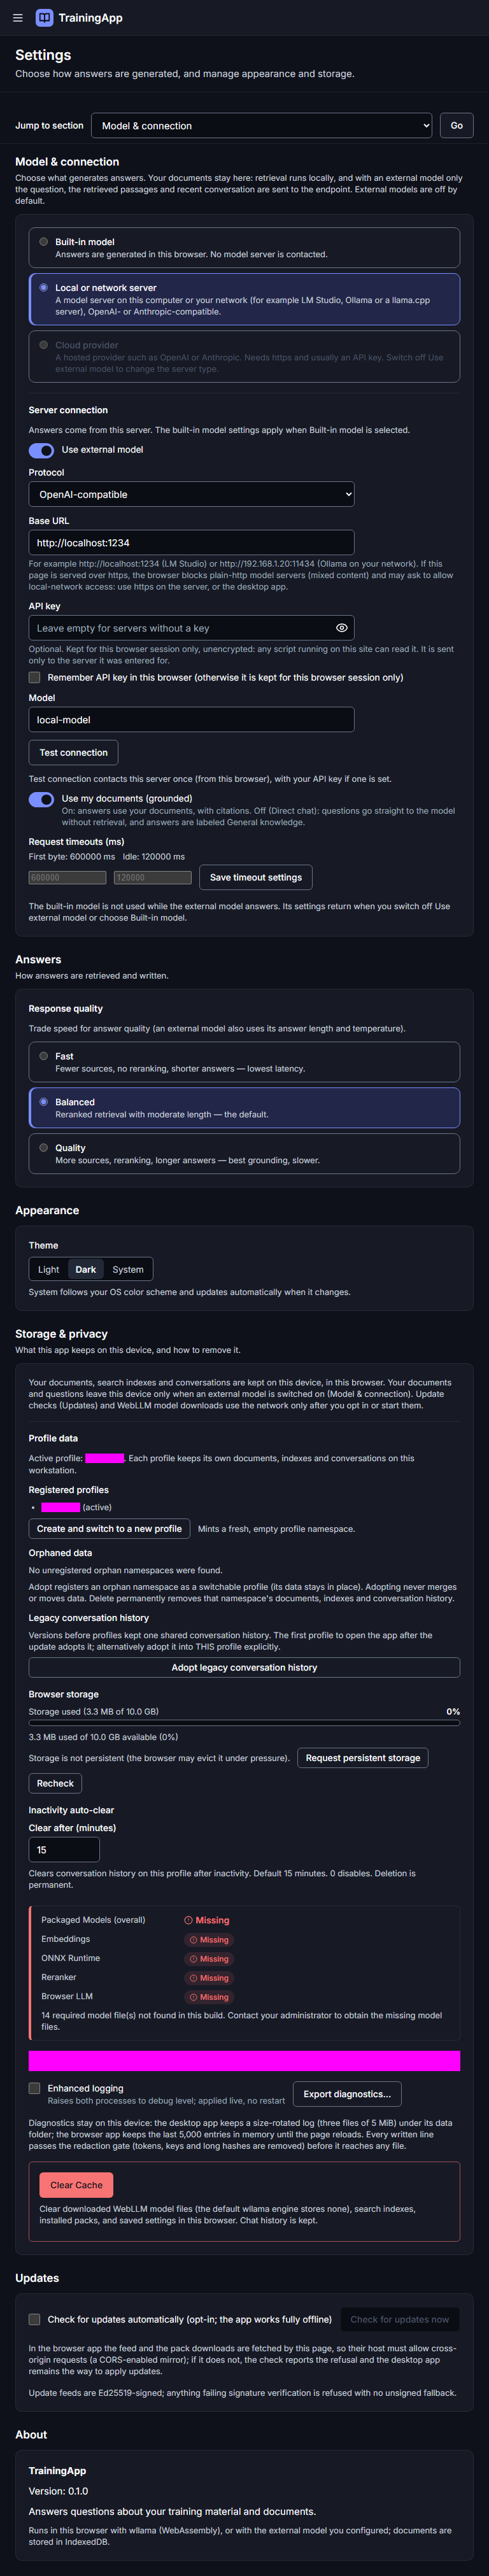 TrainingApp
Settings
Choose how answers are generated, and manage appearance and storage.
Jump to section
Model & connection
Go
Model & connection
Choose what generates answers. Your documents stay here: retrieval runs locally, and with an external model only
the question, the retrieved passages and recent conversation are sent to the endpoint. External models are off by
default.
Built-in model
Answers are generated in this browser. No model server is contacted.
Local or network server
A model server on this computer or your network (for example LM Studio, Ollama or a llama.cpp
server), OpenAI- or Anthropic-compatible.
Cloud provider
A hosted provider such as OpenAI or Anthropic. Needs https and usually an API key. Switch off Use
external model to change the server type.
Server connection
Answers come from this server. The built-in model settings apply when Built-in model is selected.
Use external model
Protocol
OpenAI-compatible
Base URL
http://localhost:1234
For example http://localhost:1234 (LM Studio) or http://192.168.1.20:11434 (Ollama on your network). If this
page is served over https, the browser blocks plain-http model servers (mixed content) and may ask to allow
local-network access: use https on the server, or the desktop app.
API key
Leave empty for servers without a key
Optional. Kept for this browser session only, unencrypted: any script running on this site can read it. It is sent
only to the server it was entered for.
Remember API key in this browser (otherwise it is kept for this browser session only)
Model
local-model
Test connection
Test connection contacts this server once (from this browser), with your API key if one is set.
Use my documents (grounded)
On: answers use your documents, with citations. Off (Direct chat): questions go straight to the model
without retrieval, and answers are labeled General knowledge.
Request timeouts (ms)
First byte: 600000 ms Idle: 120000 ms
600000 120000 Save timeout settings
The built-in model is not used while the external model answers. Its settings return when you switch off Use
external model or choose Built-in model.
Answers
How answers are retrieved and written.
Response quality
Trade speed for answer quality (an external model also uses its answer length and temperature).
Fast
Fewer sources, no reranking, shorter answers — lowest latency.
Balanced
Reranked retrieval with moderate length — the default.
Quality
More sources, reranking, longer answers — best grounding, slower.
Appearance
Theme
Light Dark System
System follows your OS color scheme and updates automatically when it changes.
Storage & privacy
What this app keeps on this device, and how to remove it.
Your documents, search indexes and conversations are kept on this device, in this browser. Your documents
and questions leave this device only when an external model is switched on (Model & connection). Update
checks (Updates) and WebLLM model downloads use the network only after you opt in or start them.
Profile data
Active profile: . Each profile keeps its own documents, indexes and conversations on this
workstation.
Registered profiles
• (active)
Create and switch to a new profile Mints a fresh, empty profile namespace.
Orphaned data
No unregistered orphan namespaces were found.
Adopt registers an orphan namespace as a switchable profile (its data stays in place). Adopting never merges
or moves data. Delete permanently removes that namespace's documents, indexes and conversation history.
Legacy conversation history
Versions before profiles kept one shared conversation history. The first profile to open the app after the
update adopts it; alternatively adopt it into THIS profile explicitly.
Adopt legacy conversation history
Browser storage
Storage used (3.3 MB of 10.0 GB) 0%
3.3 MB used of 10.0 GB available (0%)
Storage is not persistent (the browser may evict it under pressure). Request persistent storage
Recheck
Inactivity auto-clear
Clear after (minutes)
15
Clears conversation history on this profile after inactivity. Default 15 minutes. 0 disables. Deletion is
permanent.
Packaged Models (overall) Missing
Embeddings Missing
ONNX Runtime Missing
Reranker Missing
Browser LLM Missing
14 required model file(s) not found in this build. Contact your administrator to obtain the missing model
files.
Enhanced logging
Raises both processes to debug level; applied live, no restart
Export diagnostics...
Diagnostics stay on this device: the desktop app keeps a size-rotated log (three files of 5 MiB) under its data
folder; the browser app keeps the last 5,000 entries in memory until the page reloads. Every written line
passes the redaction gate (tokens, keys and long hashes are removed) before it reaches any file.
Clear Cache
Clear downloaded WebLLM model files (the default wllama engine stores none), search indexes,
installed packs, and saved settings in this browser. Chat history is kept.
Updates
Check for updates automatically (opt-in; the app works fully offline) Check for updates now
In the browser app the feed and the pack downloads are fetched by this page, so their host must allow cross-
origin requests (a CORS-enabled mirror); if it does not, the check reports the refusal and the desktop app
remains the way to apply updates.
Update feeds are Ed25519-signed; anything failing signature verification is refused with no unsigned fallback.
About
TrainingApp
Version: 0.1.0
Answers questions about your training material and documents.
Runs in this browser with wllama (WebAssembly), or with the external model you configured; documents are
stored in IndexedDB.